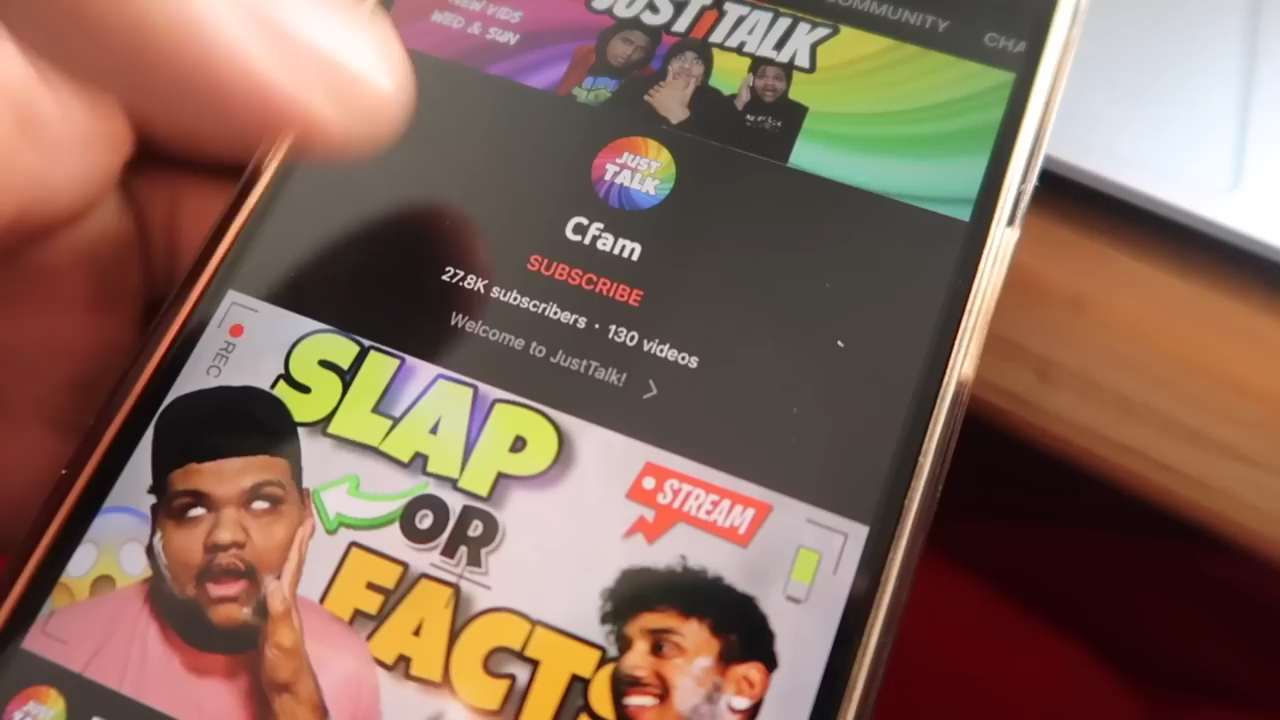 COMMUNITY
CHA
NEW VIDS
WED & SUN
JUST TALK
JUST
TALK
Cfam
SUBSCRIBE
27.8K subscribers · 130 videos
Welcome to JustTalk!
REC
SLAP
OR
FACTS
STREAM